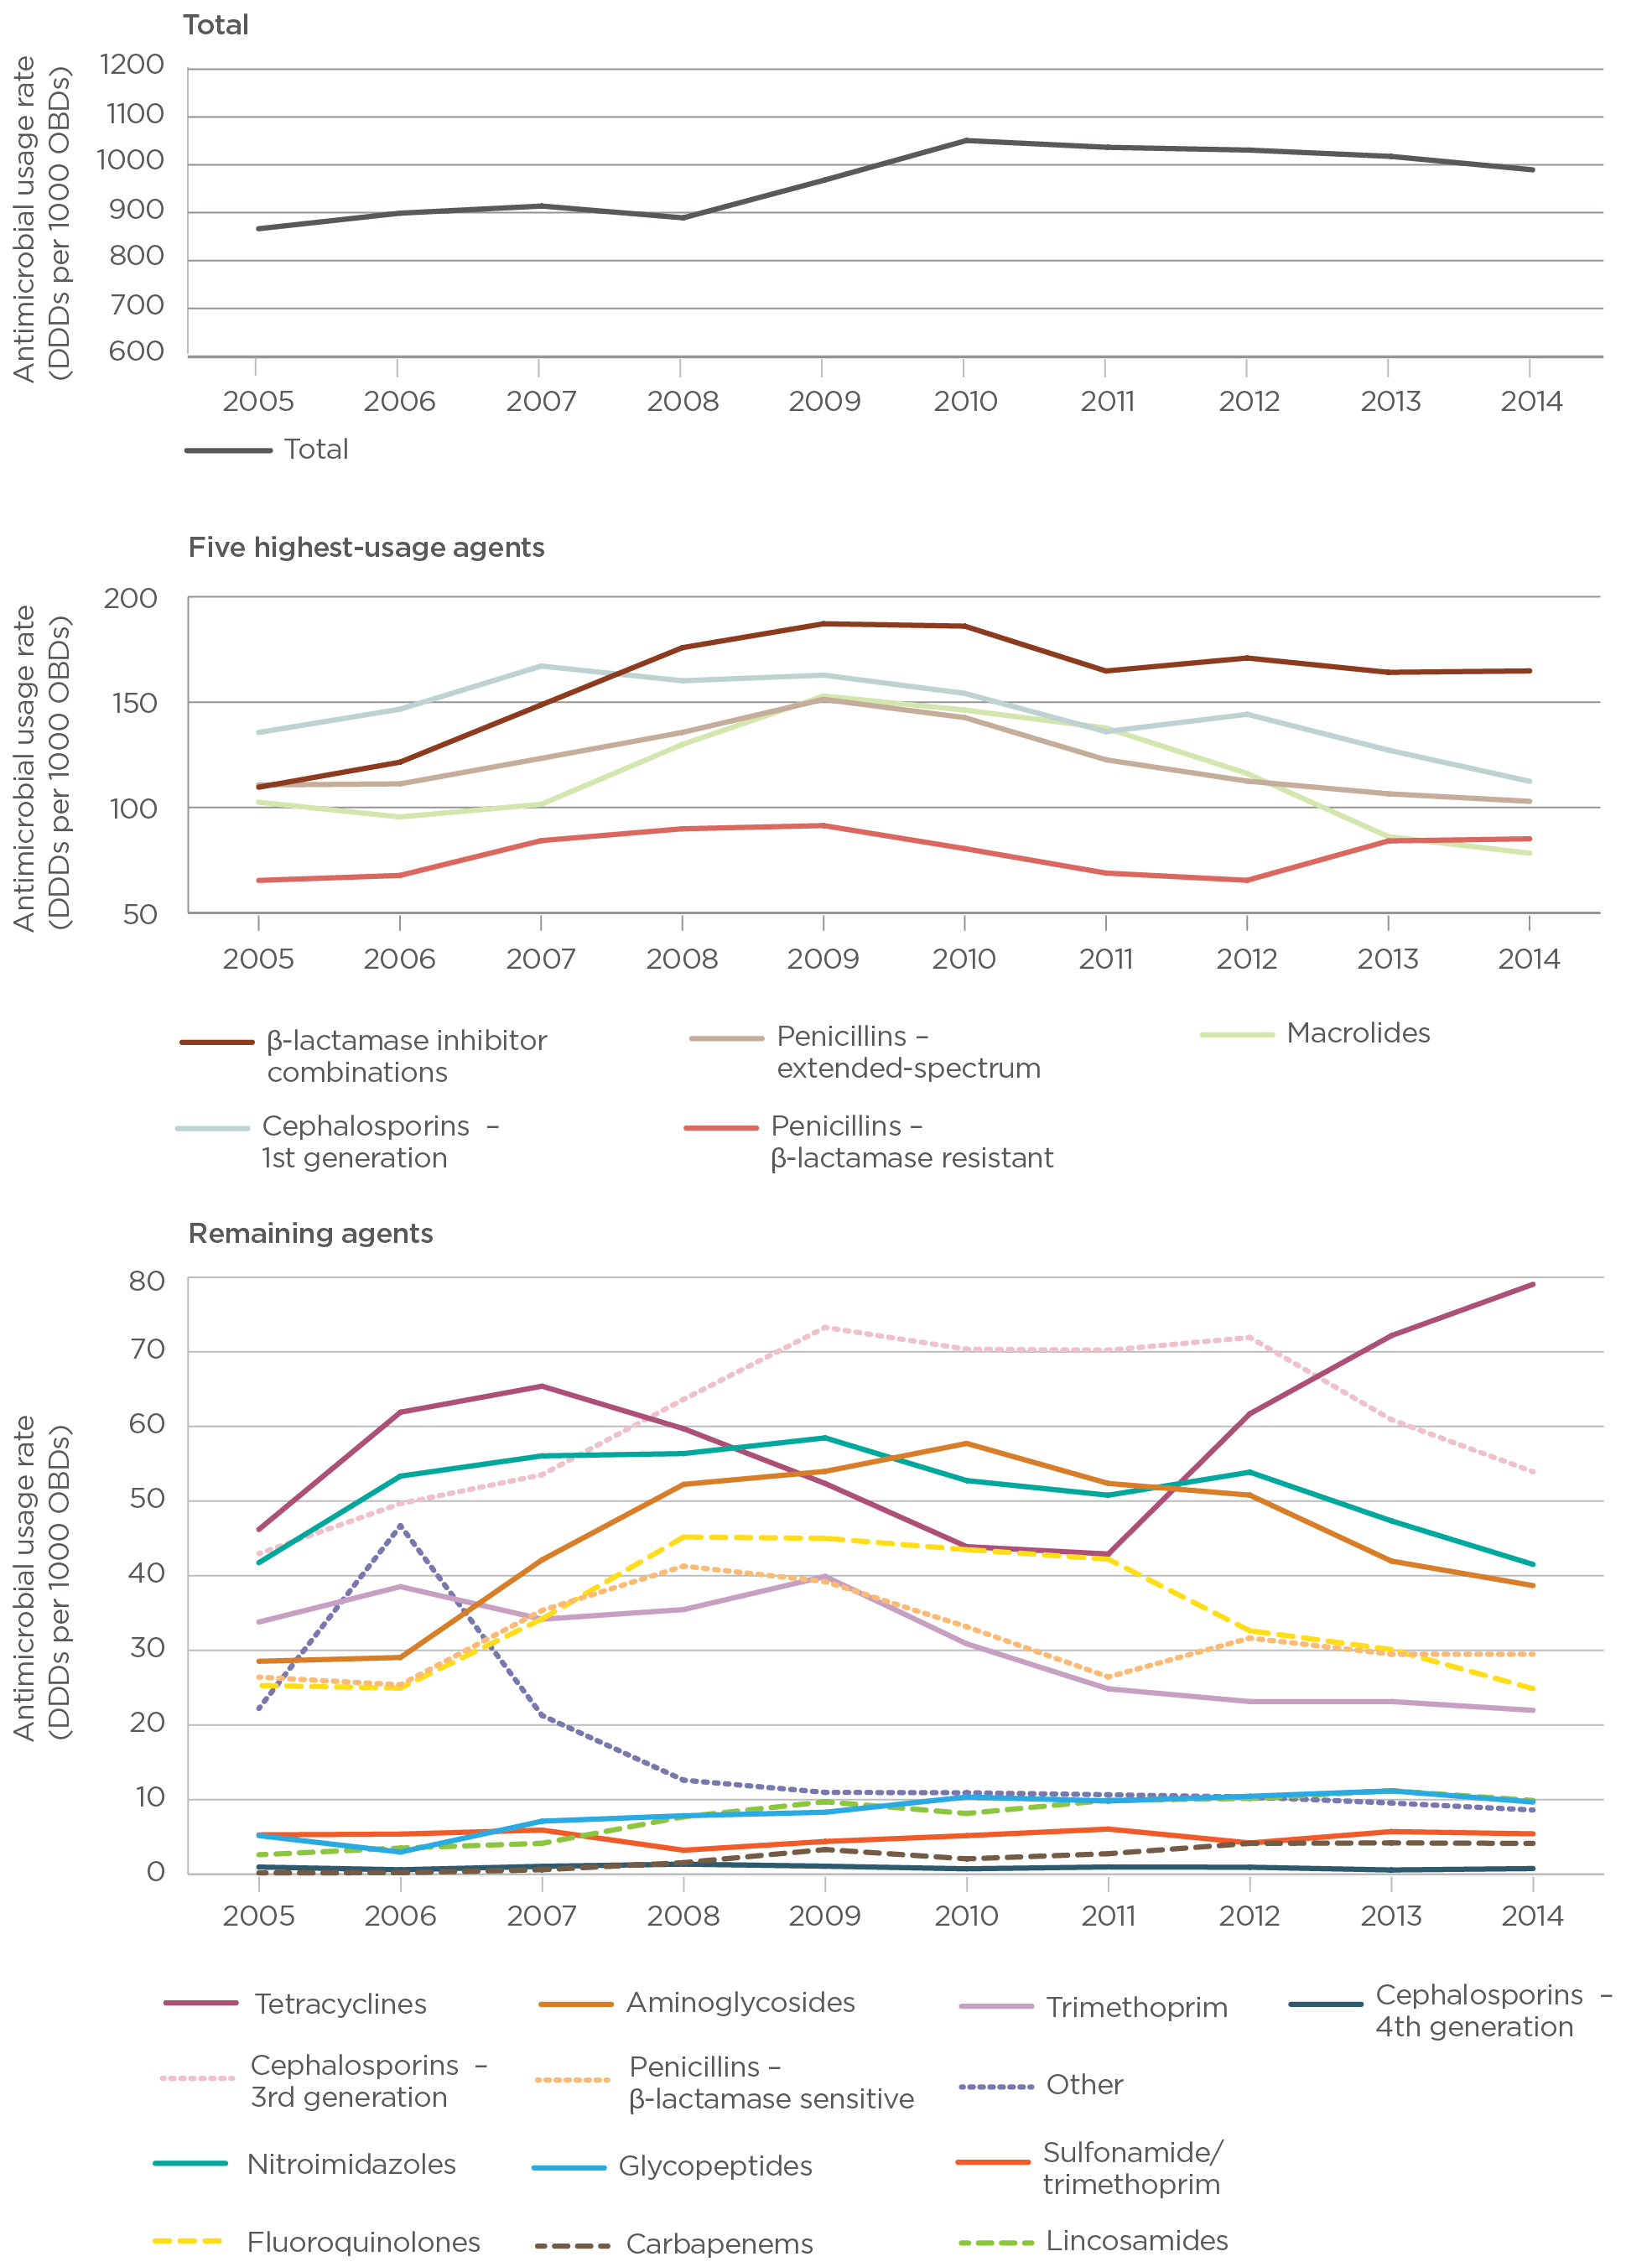 Total
Antimicrobial usage rate
(DDDs per 1000 OBDs)
1200
1100
1000
900
800
700
600
2005 2006 2007 2008 2009 2010 2011 2012 2013 2014
Total
Five highest-usage agents
Antimicrobial usage rate
(DDDs per 1000 OBDs)
200
150
100
50
2005 2006 2007 2008 2009 2010 2011 2012 2013 2014
β-lactamase inhibitor
combinations
Penicillins –
extended-spectrum
Macrolides
Cephalosporins –
1st generation
Penicillins –
β-lactamase resistant
Remaining agents
Antimicrobial usage rate
(DDDs per 1000 OBDs)
80
70
60
50
40
30
20
10
0
2005 2006 2007 2008 2009 2010 2011 2012 2013 2014
Tetracyclines
Aminoglycosides
Trimethoprim
Cephalosporins –
4th generation
Cephalosporins –
3rd generation
Penicillins –
β-lactamase sensitive
Other
Nitroimidazoles
Glycopeptides
Sulfonamide/
trimethoprim
Fluoroquinolones
Carbapenems
Lincosamides